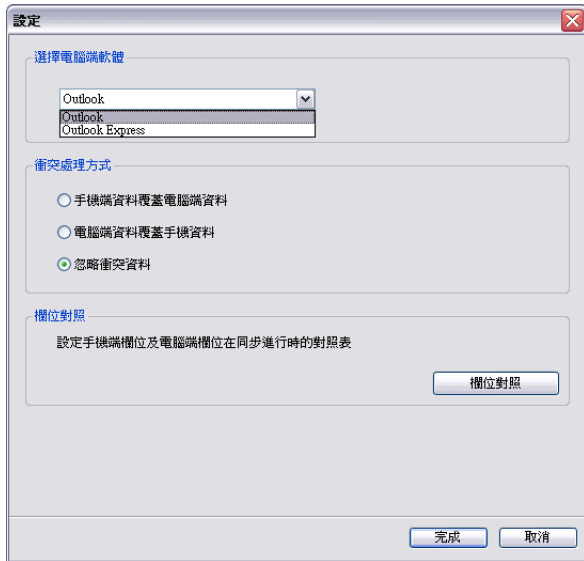 設定
選擇電腦端軟體
Outlook
Outlook
Outlook Express
衝突處理方式
手機端資料覆蓋電腦端資料
電腦端資料覆蓋手機資料
忽略衝突資料
欄位對照
設定手機端欄位及電腦端欄位在同步進行時的對照表
欄位對照
完成
取消